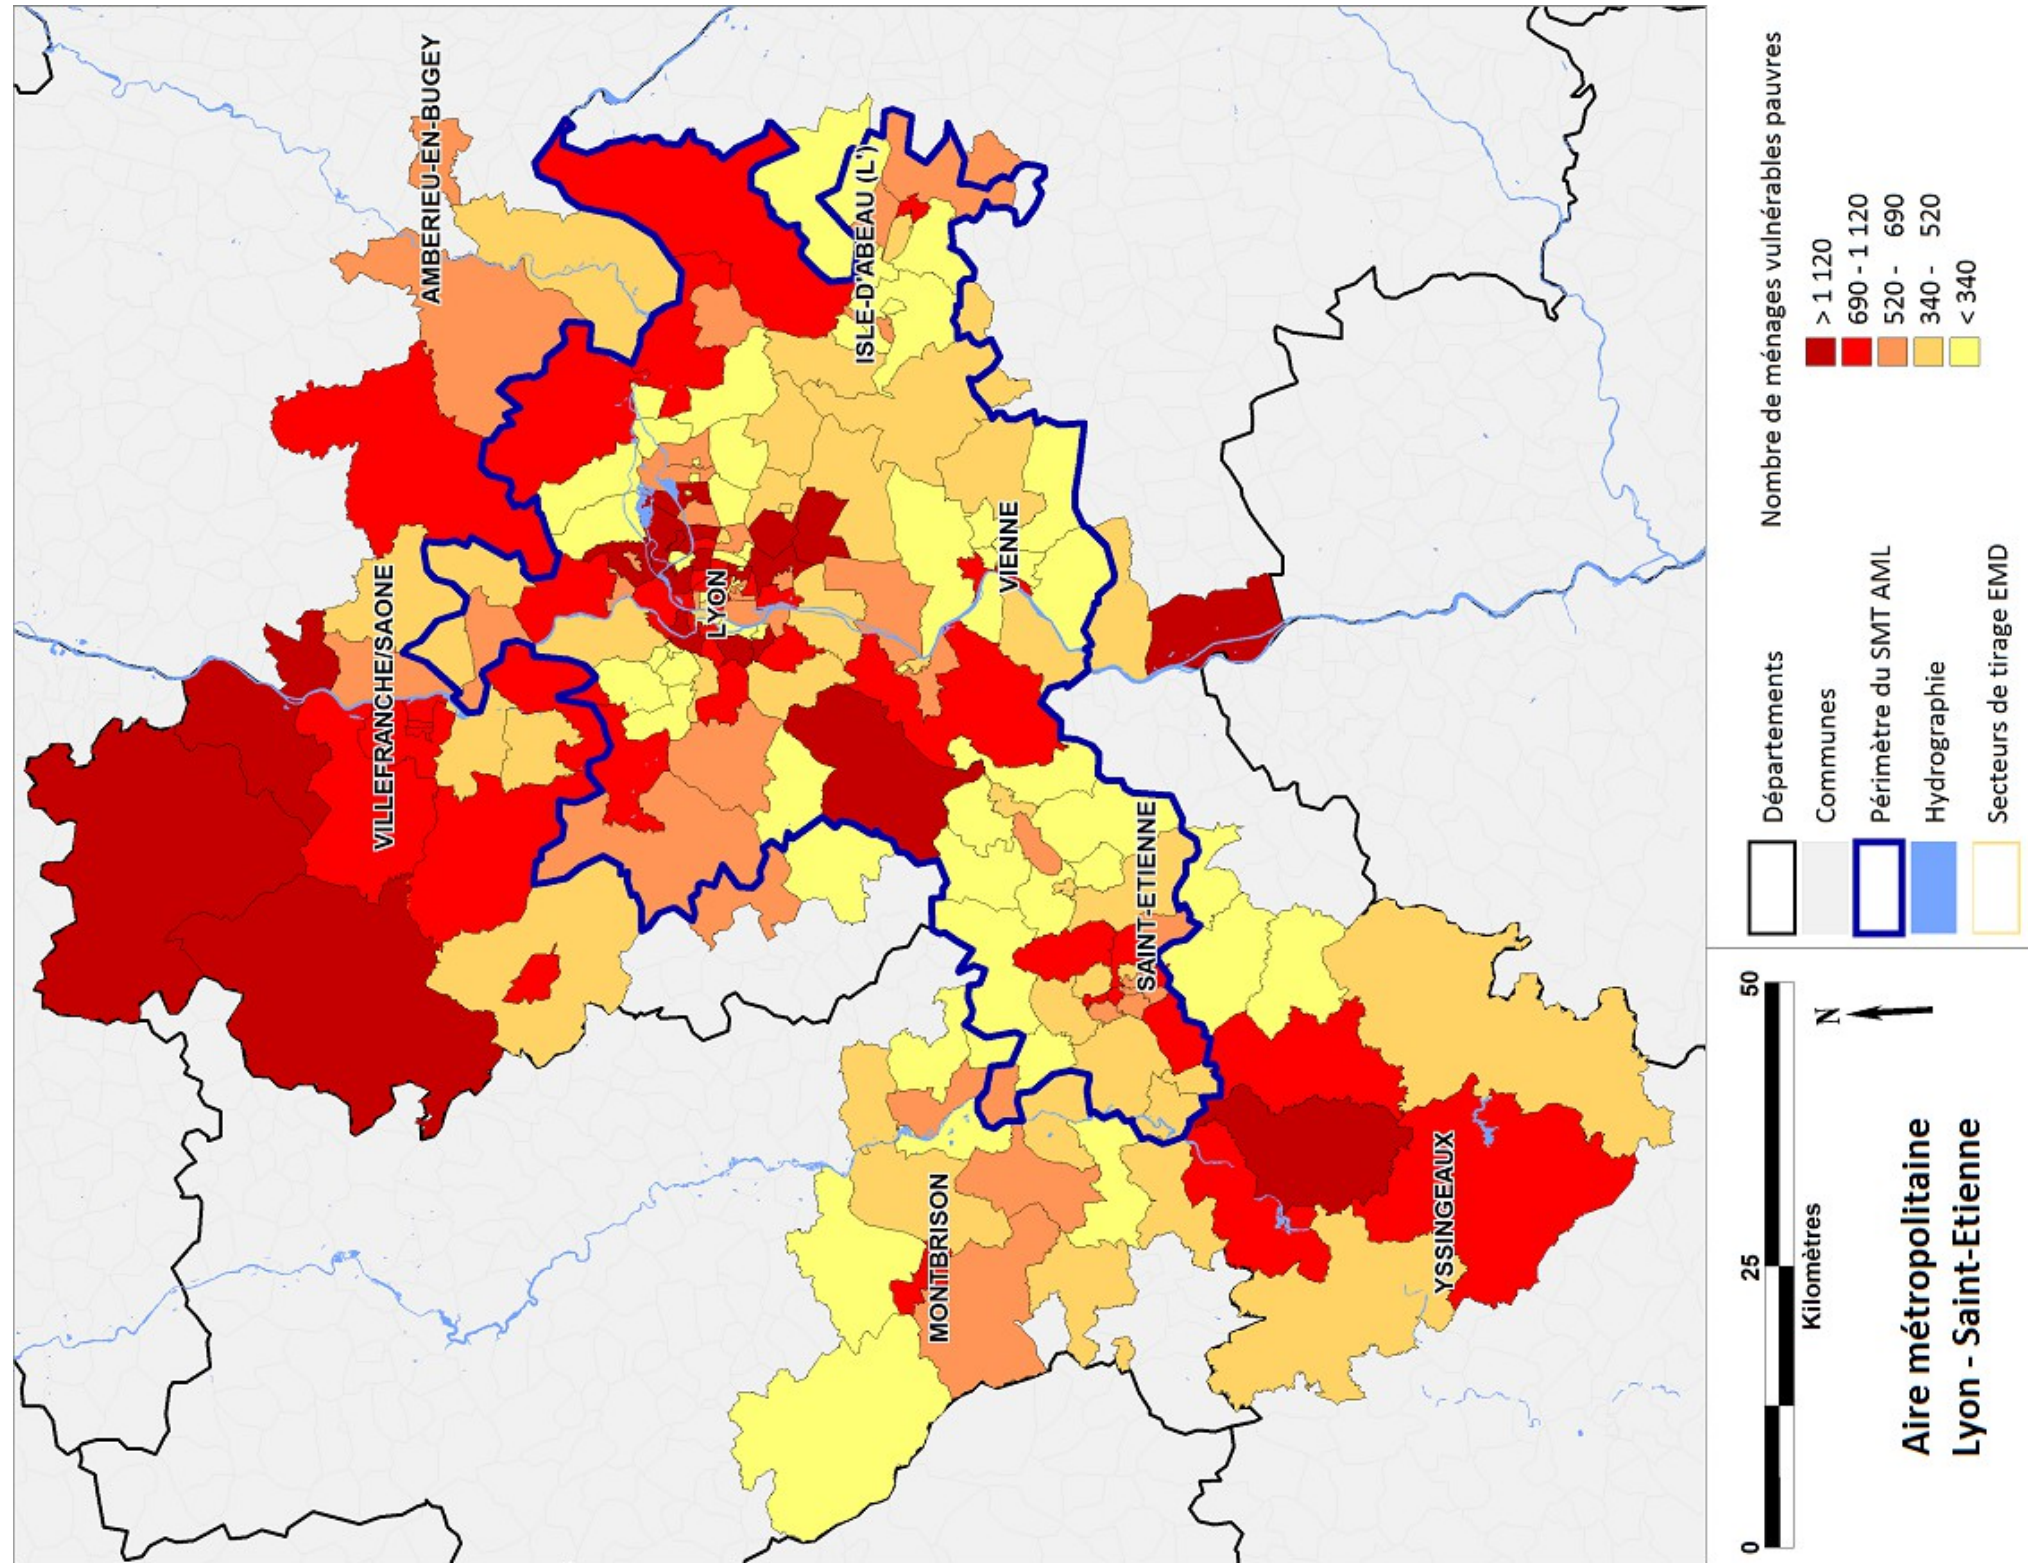 AMBERIEU-EN-BUGEY
VILLEFRANCHE/SAONE
ISLE-D'ABEAU (L')
LYON
VIENNE
SAINT-ETIENNE
MONTBRISON
YSSINGEAUX
Nombre de ménages vulnérables pauvres
> 1 120
690 - 1 120
520 - 690
340 - 520
< 340
Départements
Communes
Périmètre du SMT AML
Hydrographie
Secteurs de tirage EMD
N
0 25 50
Kilomètres
Aire métropolitaine
Lyon - Saint-Etienne